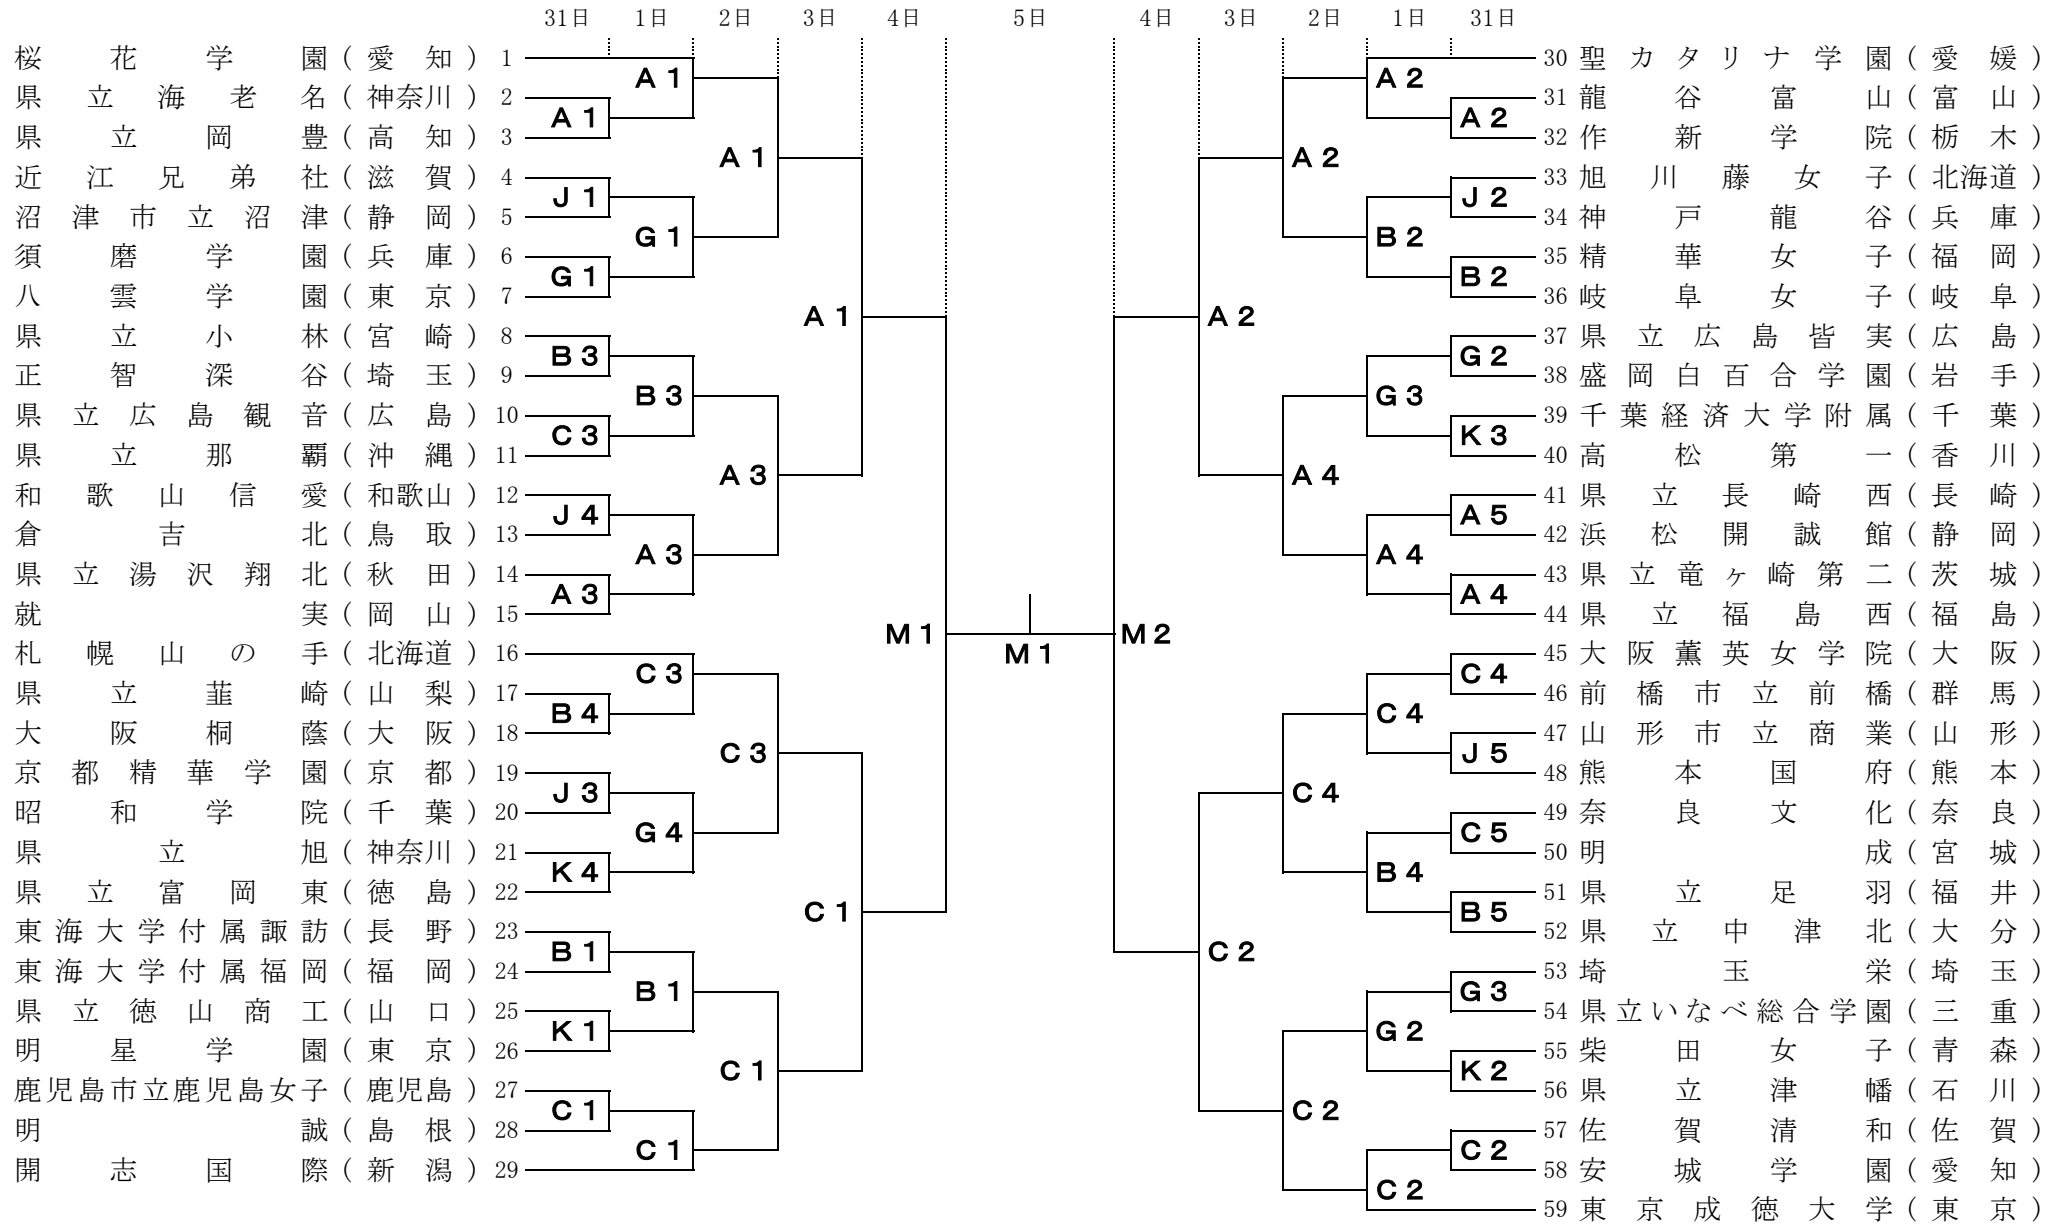 31日 1日 2日 3日 4日 5日 4日 3日 2日 1日 31日
桜花学園(愛知) 1 30 聖カタリナ学園(愛媛)
A1 A2
県立海老名(神奈川) 2 31 龍谷富山(富山)
A1 A2
県立岡豊(高知) 3 32 作新学院(栃木)
A1 A2
近江兄弟社(滋賀) 4 33 旭川藤女子(北海道)
J1 J2
沼津市立沼津(静岡) 5 34 神戸龍谷(兵庫)
G1 B2
須磨学園(兵庫) 6 35 精華女子(福岡)
G1 B2
八雲学園(東京) 7 36 岐阜女子(岐阜)
A1 A2
県立小林(宮崎) 8 37 県立広島皆実(広島)
B3 G2
正智深谷(埼玉) 9 38 盛岡白百合学園(岩手)
B3 G3
県立広島観音(広島) 10 39 千葉経済大学附属(千葉)
C3 K3
県立那覇(沖縄) 11 40 高松第一(香川)
A3 A4
和歌山信愛(和歌山) 12 41 県立長崎西(長崎)
J4 A5
倉吉北(鳥取) 13 42 浜松開誠館(静岡)
A3 A4
県立湯沢翔北(秋田) 14 43 県立竜ヶ崎第二(茨城)
A3 A4
就実(岡山) 15 44 県立福島西(福島)
M1 M1 M2
札幌山の手(北海道) 16 45 大阪薫英女学院(大阪)
C3 C4
県立韮崎(山梨) 17 46 前橋市立前橋(群馬)
B4 C4
大阪桐蔭(大阪) 18 47 山形市立商業(山形)
C3 J5
京都精華学園(京都) 19 48 熊本国府(熊本)
J3 C4
昭和学院(千葉) 20 49 奈良文化(奈良)
G4 C5
県立旭(神奈川) 21 50 明成(宮城)
K4 B4
県立富岡東(徳島) 22 51 県立足羽(福井)
C1 B5
東海大学付属諏訪(長野) 23 52 県立中津北(大分)
B1 C2
東海大学付属福岡(福岡) 24 53 埼玉栄(埼玉)
B1 G3
県立徳山商工(山口) 25 54 県立いなべ総合学園(三重)
K1 G2
明星学園(東京) 26 55 柴田女子(青森)
C1 K2
鹿児島市立鹿児島女子(鹿児島) 27 56 県立津幡(石川)
C1 C2
明誠(島根) 28 57 佐賀清和(佐賀)
C1 C2
開志国際(新潟) 29 58 安城学園(愛知)
C2
59 東京成徳大学(東京)